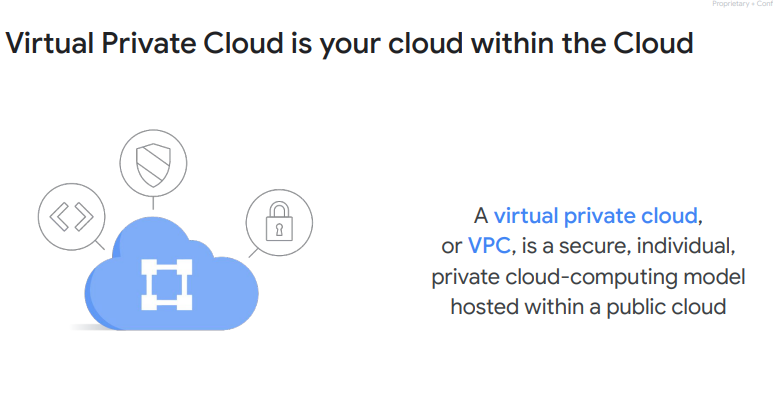 Proprietary + Conf
Virtual Private Cloud is your cloud within the Cloud
A virtual private cloud,
or VPC, is a secure, individual,
private cloud-computing model
hosted within a public cloud